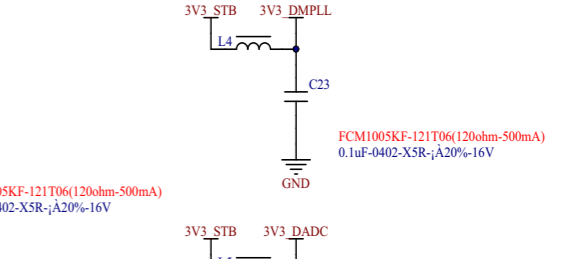 3V3_STB 3V3_DMPLL
L4
C23
FCM1005KF-121T06(120ohm-500mA)
0.1uF-0402-X5R-¡À20%-16V
GND
05KF-121T06(120ohm-500mA)
402-X5R-¡À20%-16V
3V3_STB 3V3_DADC